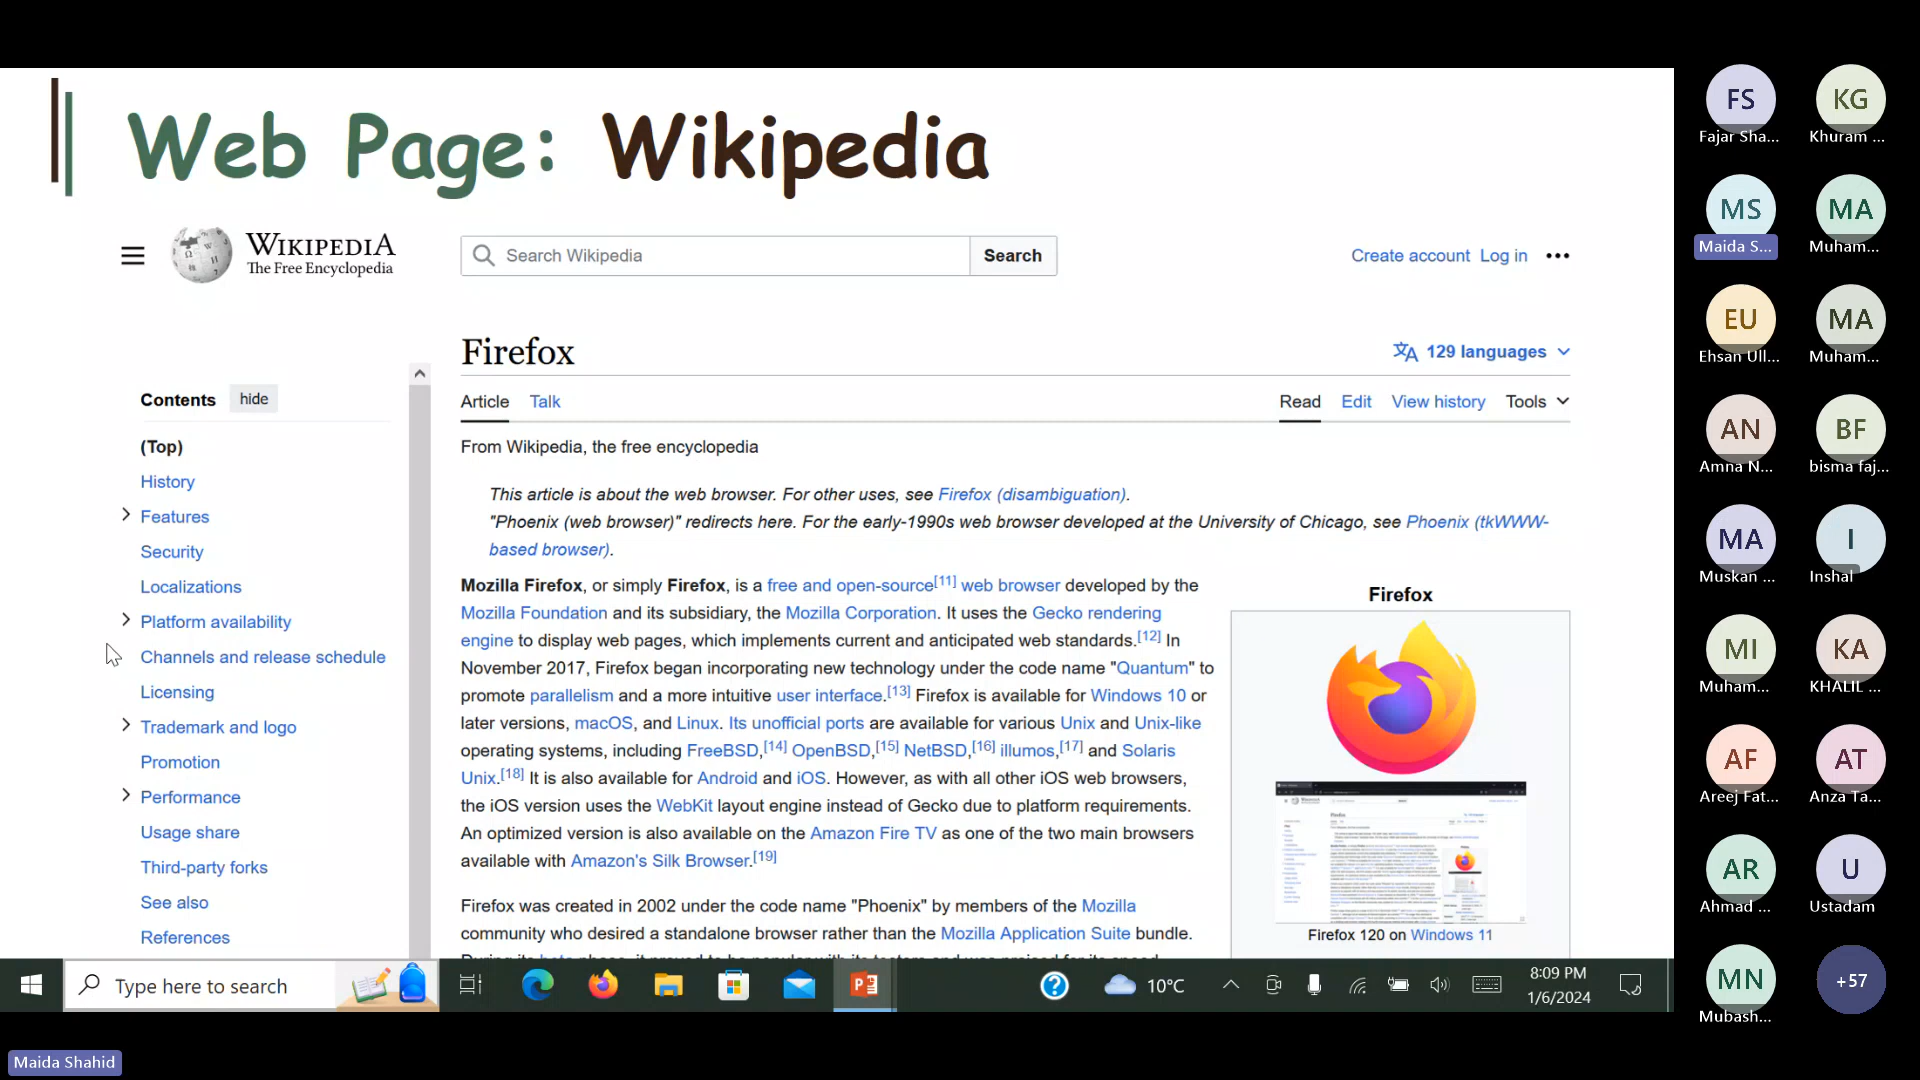 Web Page: Wikipedia
WIKIPEDIA
The Free Encyclopedia
Search Wikipedia
Search
Create account Log in
Firefox
129 languages
Contents hide
(Top)
History
Features
Security
Localizations
Platform availability
Channels and release schedule
Licensing
Trademark and logo
Promotion
Performance
Usage share
Third-party forks
See also
References
Article Talk
Read Edit View history Tools
From Wikipedia, the free encyclopedia
This article is about the web browser. For other uses, see Firefox (disambiguation).
"Phoenix (web browser)" redirects here. For the early-1990s web browser developed at the University of Chicago, see Phoenix (tkWWW-
based browser).
Mozilla Firefox, or simply Firefox, is a free and open-source[11] web browser developed by the
Mozilla Foundation and its subsidiary, the Mozilla Corporation. It uses the Gecko rendering
engine to display web pages, which implements current and anticipated web standards.[12] In
November 2017, Firefox began incorporating new technology under the code name "Quantum" to
promote parallelism and a more intuitive user interface.[13] Firefox is available for Windows 10 or
later versions, macOS, and Linux. Its unofficial ports are available for various Unix and Unix-like
operating systems, including FreeBSD,[14] OpenBSD,[15] NetBSD,[16] illumos,[17] and Solaris
Unix.[18] It is also available for Android and iOS. However, as with all other iOS web browsers,
the iOS version uses the WebKit layout engine instead of Gecko due to platform requirements.
An optimized version is also available on the Amazon Fire TV as one of the two main browsers
available with Amazon's Silk Browser.[19]
Firefox was created in 2002 under the code name "Phoenix" by members of the Mozilla
community who desired a standalone browser rather than the Mozilla Application Suite bundle.
Firefox
Firefox 120 on Windows 11
Type here to search
10°C
8:09 PM
1/6/2024
Maida Shahid
FS
Fajar Sha...
KG
Khuram ...
MS
Maida S...
MA
Muham...
EU
Ehsan Ull...
MA
Muham...
AN
Amna N...
BF
bisma faj...
MA
Muskan ...
I
Inshal
MI
Muham...
KA
KHALIL ...
AF
Areej Fat...
AT
Anza Ta...
AR
Ahmad ...
U
Ustadam
MN
Mubash...
+57